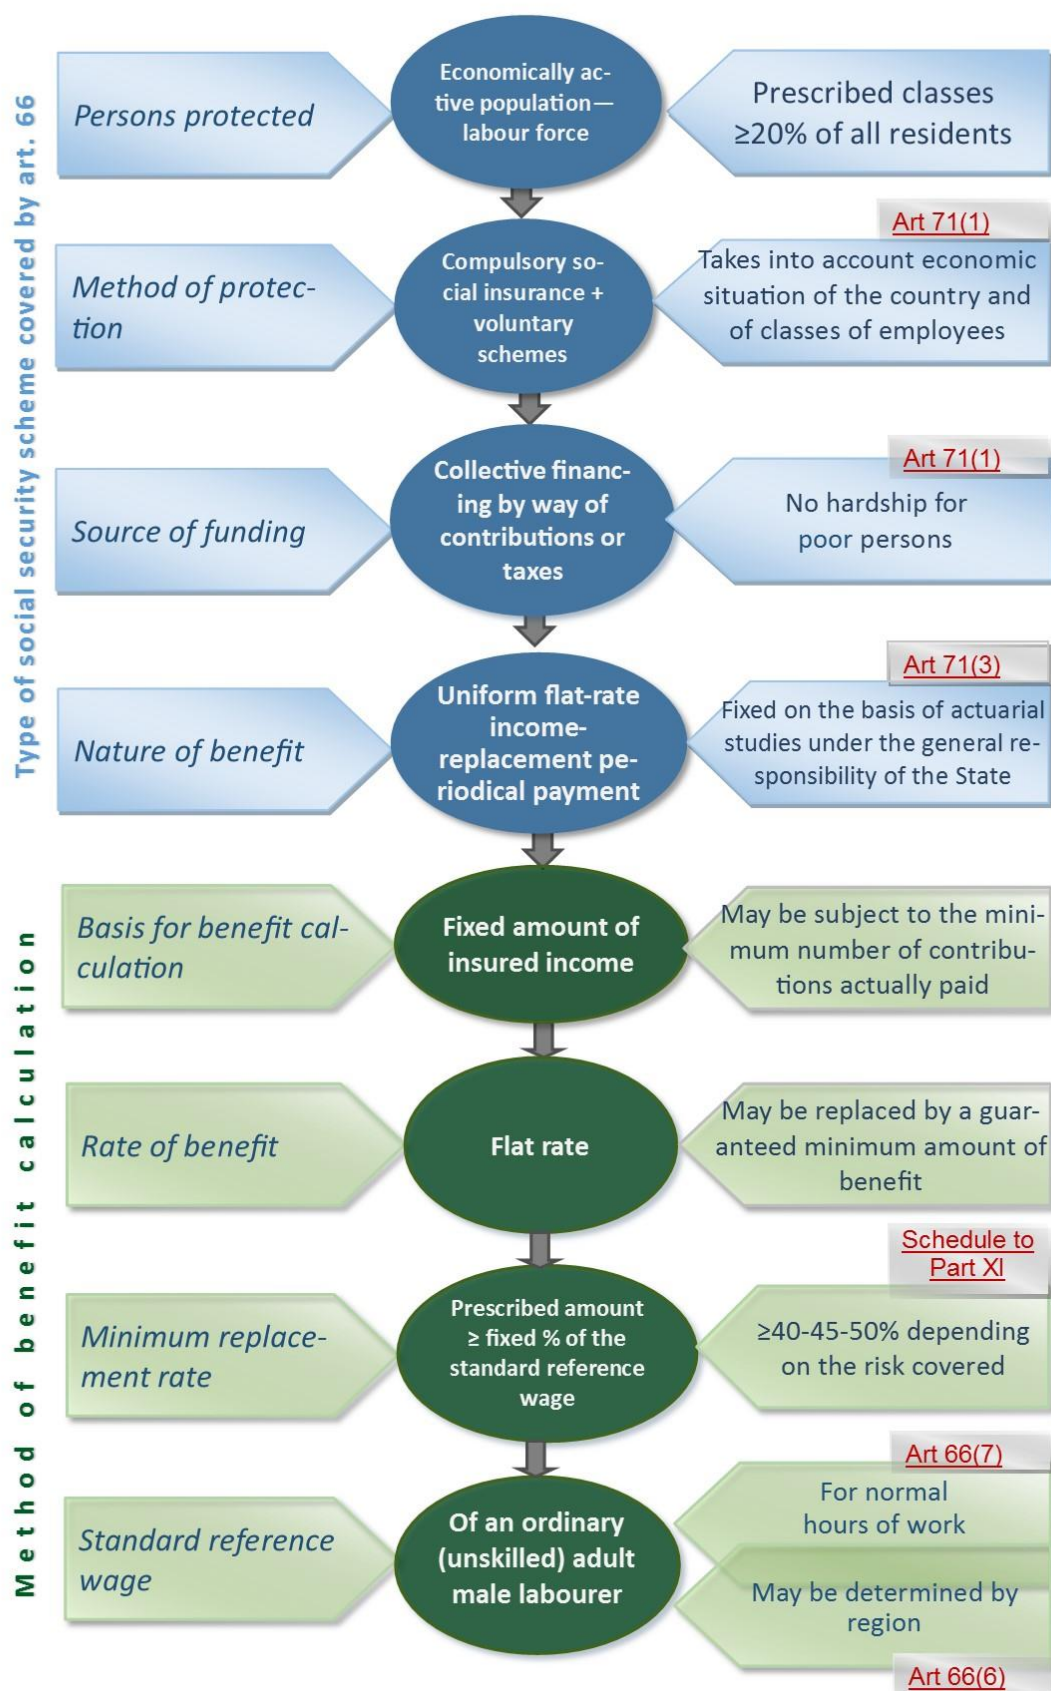 Type of social security scheme covered by art. 66
Persons protected
Economically ac-
tive population—
labour force
Prescribed classes
≥20% of all residents
Method of protec-
tion
Compulsory so-
cial insurance +
voluntary
schemes
Art 71(1)
Takes into account economic
situation of the country and
of classes of employees
Source of funding
Collective financ-
ing by way of
contributions or
taxes
Art 71(1)
No hardship for
poor persons
Nature of benefit
Uniform flat-rate
income-
replacement pe-
riodical payment
Art 71(3)
Fixed on the basis of actuarial
studies under the general re-
sponsibility of the State
Method of benefit calculation
Basis for benefit cal-
culation
Fixed amount of
insured income
May be subject to the mini-
mum number of contribu-
tions actually paid
Rate of benefit
Flat rate
May be replaced by a guar-
anteed minimum amount of
benefit
Minimum replace-
ment rate
Prescribed amount
≥ fixed % of the
standard reference
wage
Schedule to
Part XI
≥40-45-50% depending
on the risk covered
Standard reference
wage
Of an ordinary
(unskilled) adult
male labourer
Art 66(7)
For normal
hours of work
May be determined by
region
Art 66(6)